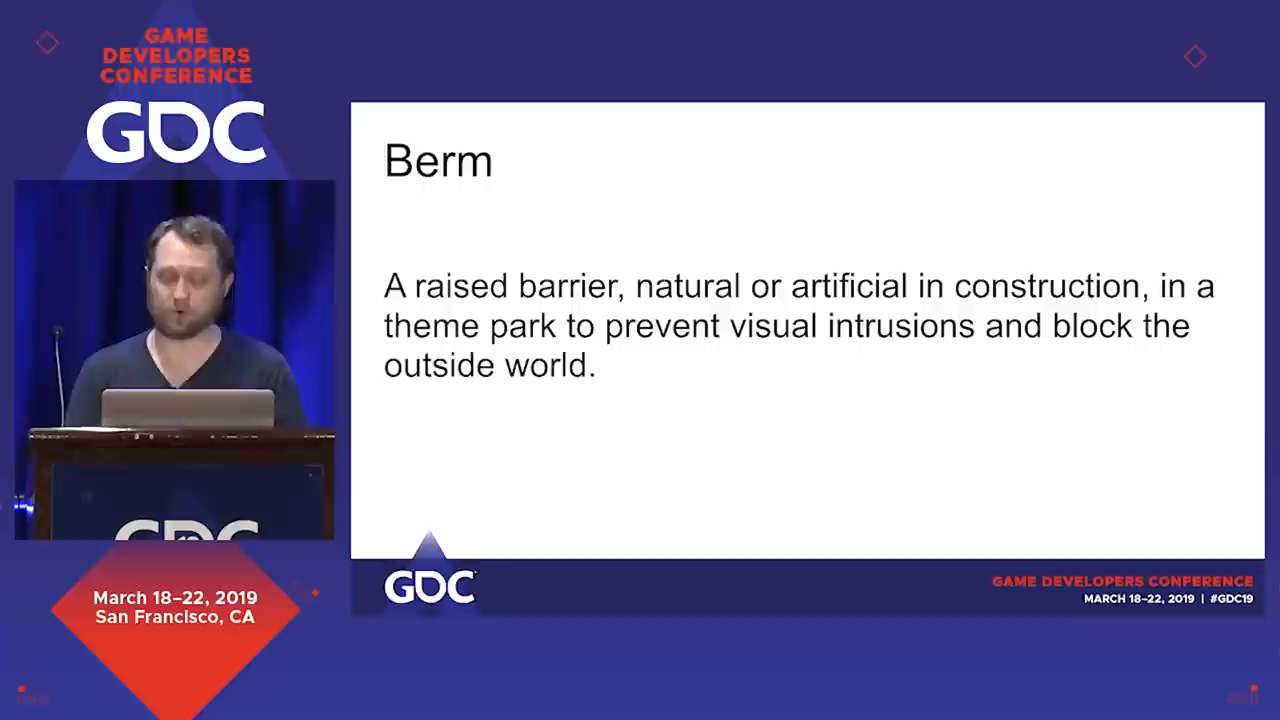 GAME
DEVELOPERS
CONFERENCE
GDC
GDC
March 18–22, 2019
San Francisco, CA
Berm
A raised barrier, natural or artificial in construction, in a
theme park to prevent visual intrusions and block the
outside world.
GDC
GAME DEVELOPERS CONFERENCE
MARCH 18–22, 2019 | #GDC19